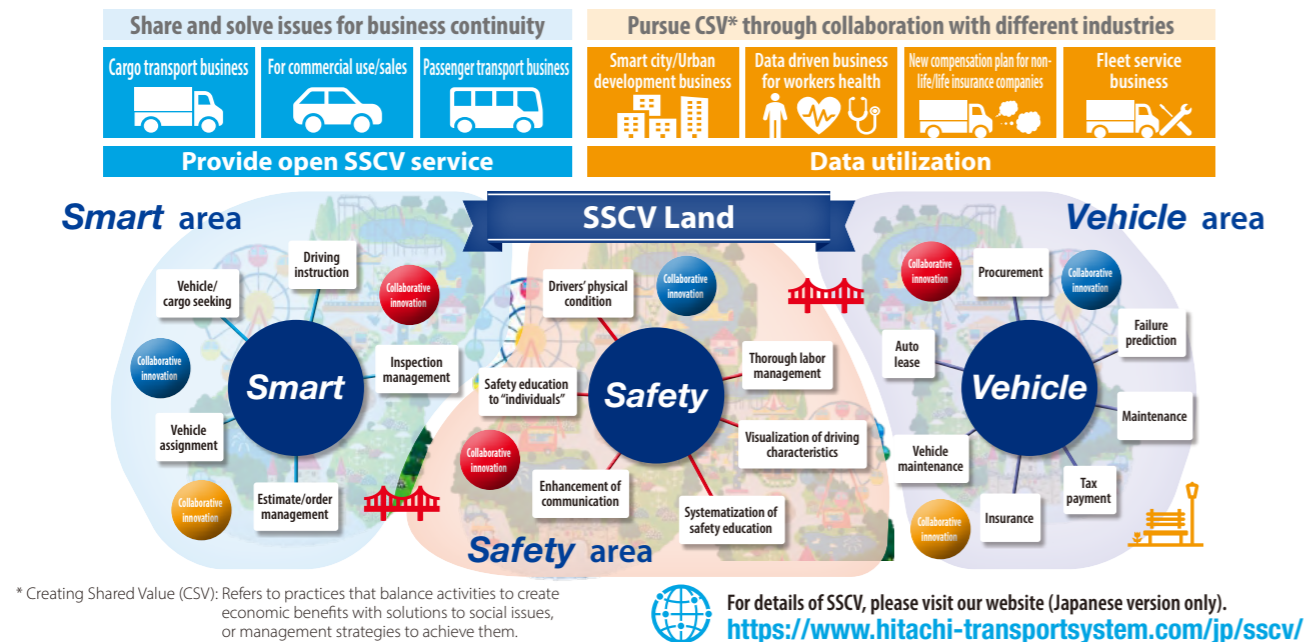 Share and solve issues for business continuity
Pursue CSV* through collaboration with different industries
Cargo transport business
For commercial use/sales
Passenger transport business
Smart city/Urban
development business
Data driven business
for workers health
New compensation plan for non-
life/life insurance companies
Fleet service
business
Provide open SSCV service
Data utilization
SSCV Land
Smart area
Driving
instruction
Vehicle/
cargo seeking
Collaborative
innovation
Collaborative
innovation
Smart
Inspection
management
Vehicle
assignment
Collaborative
innovation
Estimate/order
management
Drivers' physical
condition
Collaborative
innovation
Thorough labor
management
Safety education
to "individuals"
Safety
Visualization of driving
characteristics
Collaborative
innovation
Enhancement of
communication
Systematization of
safety education
Safety area
Vehicle area
Collaborative
innovation
Procurement
Collaborative
innovation
Failure
prediction
Auto
lease
Vehicle
Maintenance
Vehicle
maintenance
Tax
payment
Collaborative
innovation
Insurance
* Creating Shared Value (CSV): Refers to practices that balance activities to create
economic benefits with solutions to social issues,
or management strategies to achieve them.
For details of SSCV, please visit our website (Japanese version only).
https://www.hitachi-transportsystem.com/jp/sscv/